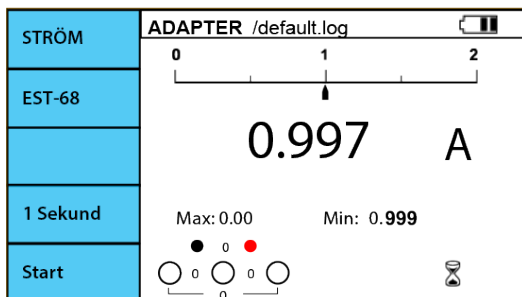 STRÖM
EST-68
1 Sekund
Start
ADAPTER /default.log
0 1 2
0.997 A
Max: 0.00 Min: 0.999
0
0 0
0